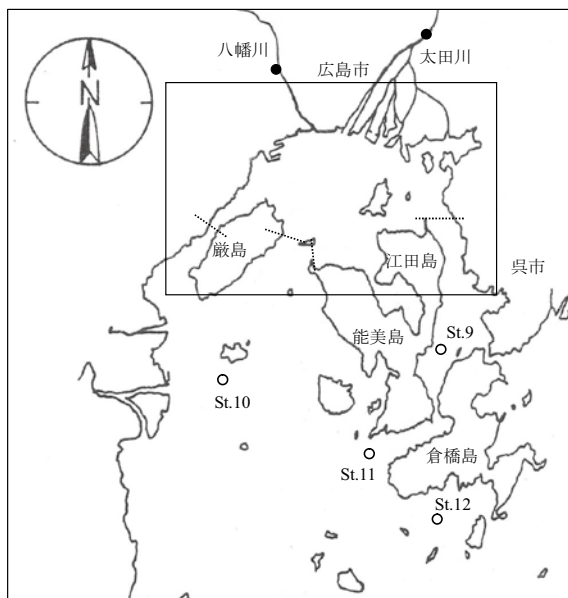 八幡川
太田川
広島市
N
厳島
江田島
呉市
能美島
St.9
St.10
倉橋島
St.11
St.12